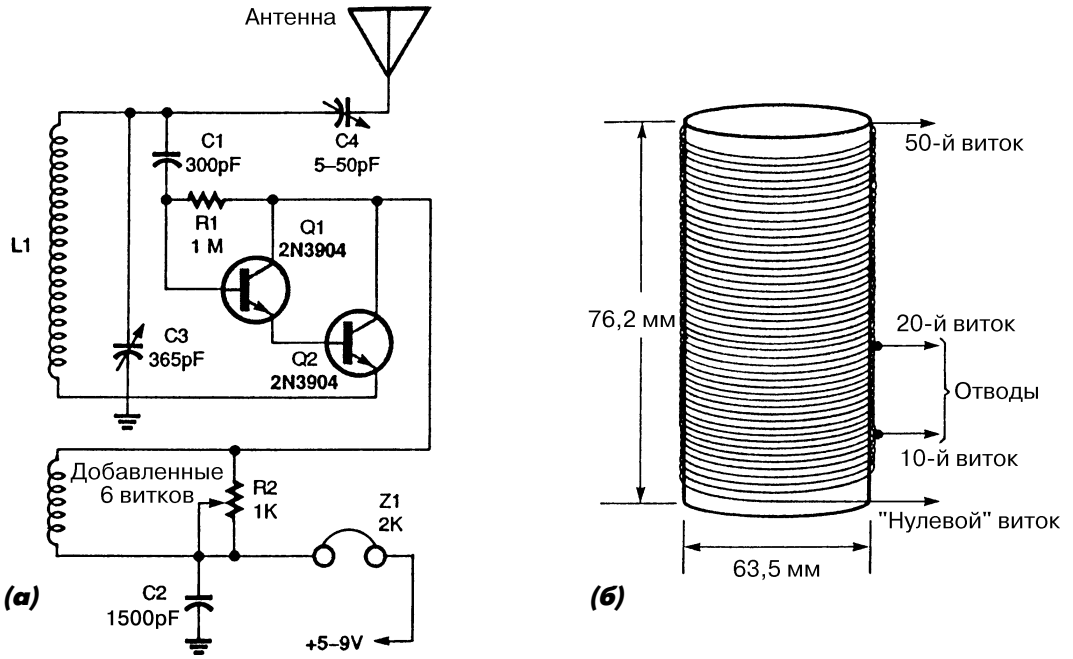 Антенна
C1
300pF
C4
5–50pF
R1
1 M
Q1
2N3904
L1
C3
365pF
Q2
2N3904
Добавленные
6 витков
R2
1K
Z1
2K
C2
1500pF
+5–9V
(а)
50-й виток
76,2 мм
20-й виток
Отводы
10-й виток
"Нулевой" виток
63,5 мм
(б)